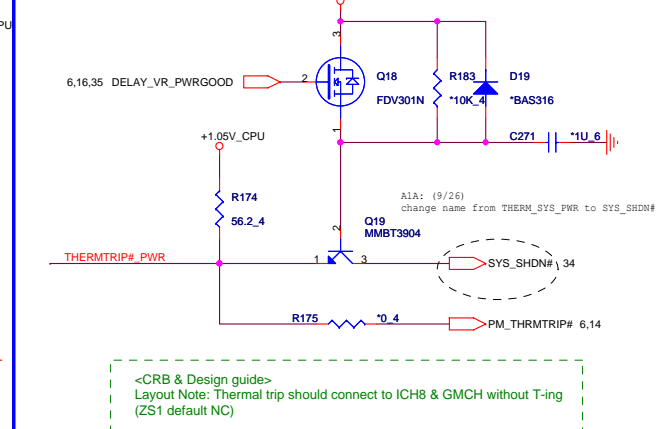 PU
3
Q18
R183
D19
6,16,35 DELAY_VR_PWRGOOD
2
FDV301N
*10K_4
*BAS316
1
+1.05V_CPU
C271
*1U_6
R174
56.2_4
A1A: (9/26)
change name from THERM_SYS_PWR to SYS_SHDN#
2
Q19
MMBT3904
THERMTRIP#_PWR
1
3
SYS_SHDN# 34
R175
*0_4
PM_THRMTRIP# 6,14
<CRB & Design guide>
Layout Note: Thermal trip should connect to ICH8 & GMCH without T-ing
(ZS1 default NC)